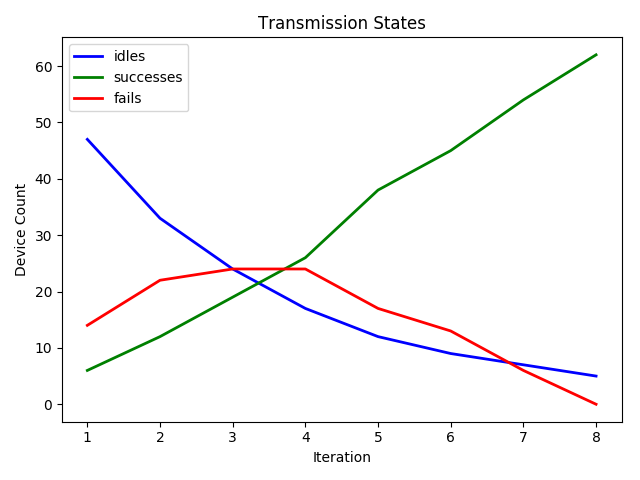 Transmission States
idles
successes
fails
Device Count
60
50
40
30
20
10
0
1 2 3 4 5 6 7 8
Iteration